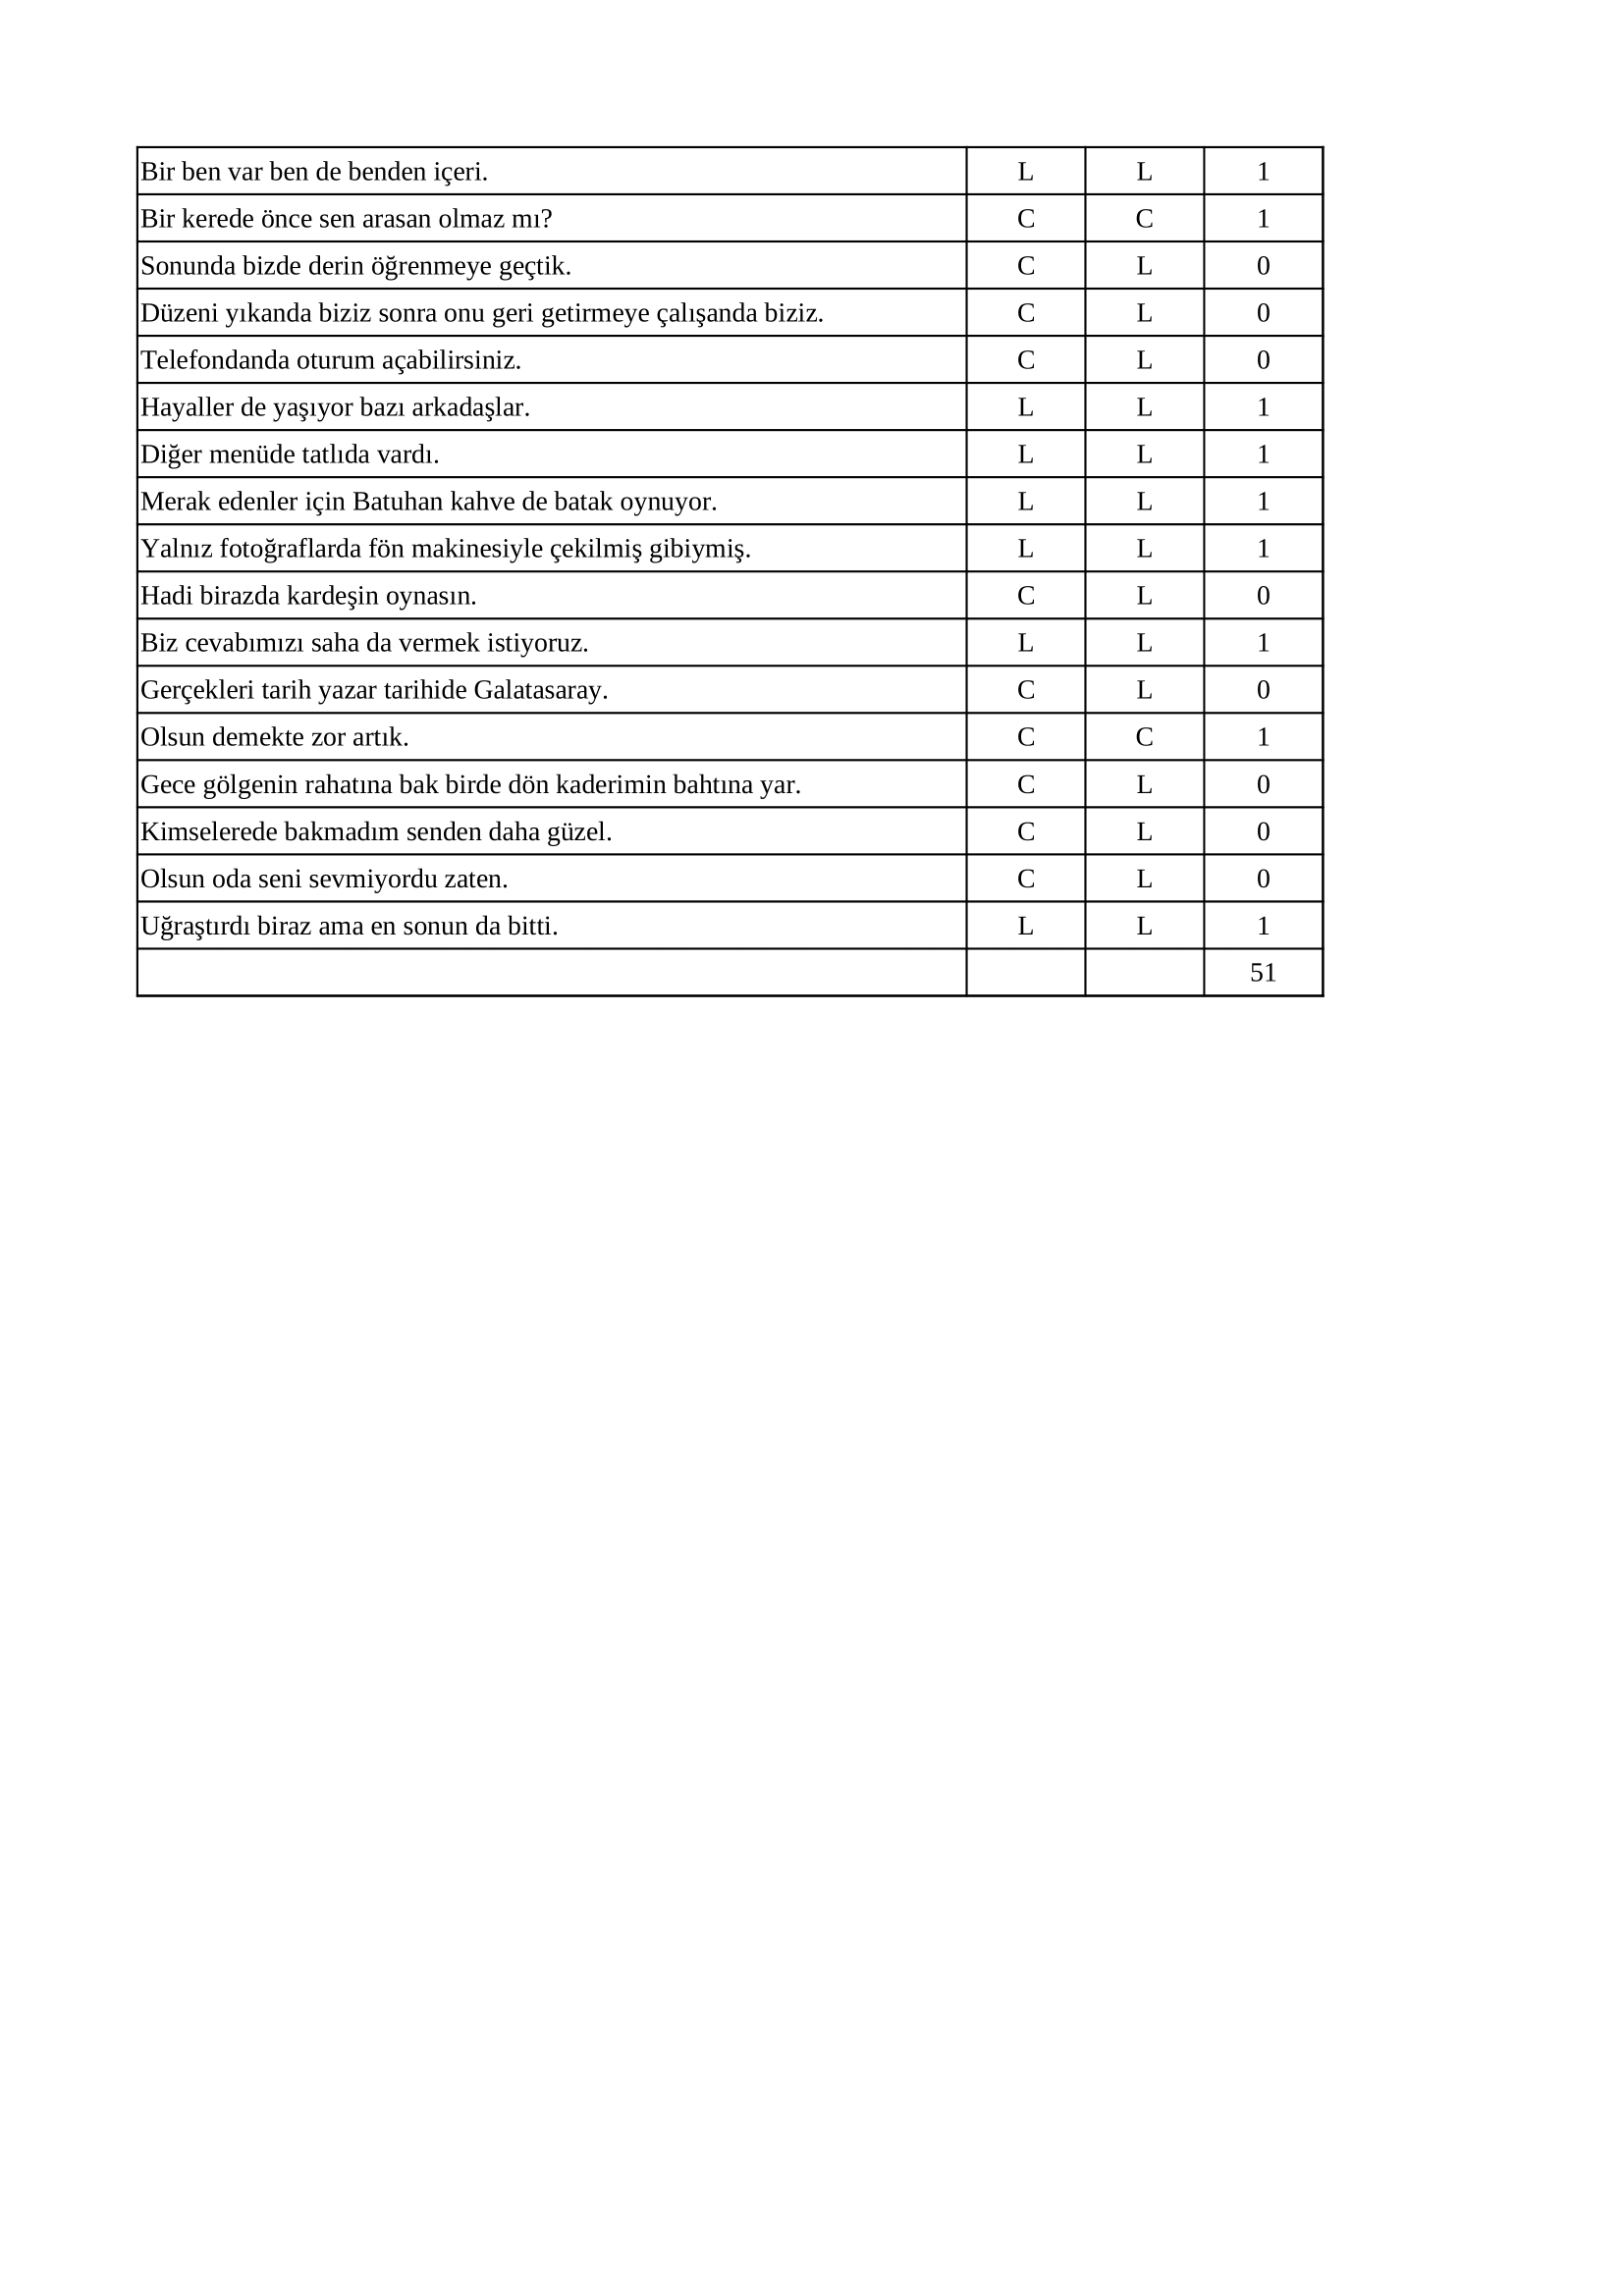 Bir ben var ben de benden içeri. L L 1
Bir kerede önce sen arasan olmaz mı? C C 1
Sonunda bizde derin öğrenmeye geçtik. C L 0
Düzeni yıkanda biziz sonra onu geri getirmeye çalışanda biziz. C L 0
Telefondanda oturum açabilirsiniz. C L 0
Hayaller de yaşıyor bazı arkadaşlar. L L 1
Diğer menüde tatlıda vardı. L L 1
Merak edenler için Batuhan kahve de batak oynuyor. L L 1
Yalnız fotoğraflarda fön makinesiyle çekilmiş gibiymiş. L L 1
Hadi birazda kardeşin oynasın. C L 0
Biz cevabımızı saha da vermek istiyoruz. L L 1
Gerçekleri tarih yazar tarihide Galatasaray. C L 0
Olsun demekte zor artık. C C 1
Gece gölgenin rahatına bak birde dön kaderimin bahtına yar. C L 0
Kimselerede bakmadım senden daha güzel. C L 0
Olsun oda seni sevmiyordu zaten. C L 0
Uğraştırdı biraz ama en sonun da bitti. L L 1
51